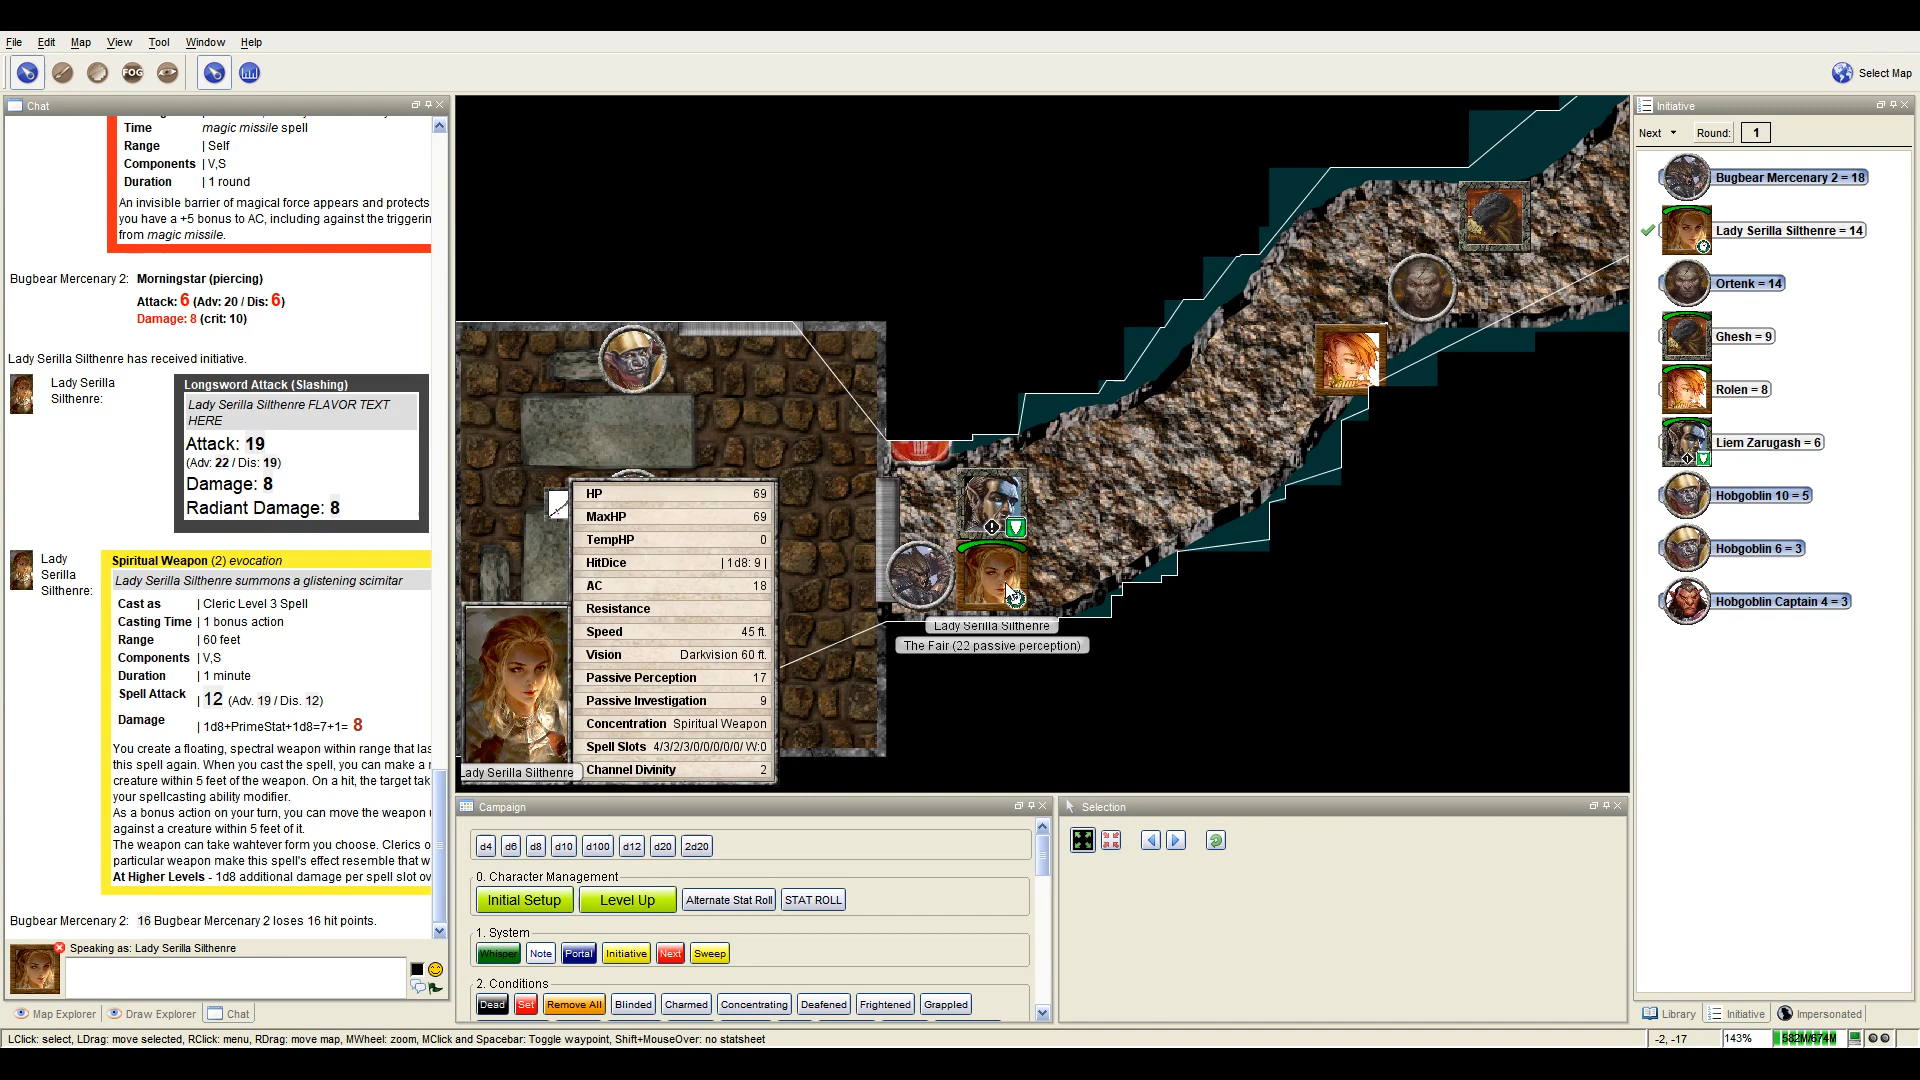 File Edit Map View Tool Window Help
FOG
Select Map
Chat
Time magic missile spell
Range | Self
Components | V,S
Duration | 1 round
An invisible barrier of magical force appears and protects
you have a +5 bonus to AC, including against the triggerin
from magic missile.
Bugbear Mercenary 2: Morningstar (piercing)
Attack: 6 (Adv: 20 / Dis: 6)
Damage: 8 (crit: 10)
Lady Serilla Silthenre has received initiative.
Lady Serilla
Silthenre:
Longsword Attack (Slashing)
Lady Serilla Silthenre FLAVOR TEXT
HERE
Attack: 19
(Adv: 22 / Dis: 19)
Damage: 8
Radiant Damage: 8
Lady
Serilla
Silthenre:
Spiritual Weapon (2) evocation
Lady Serilla Silthenre summons a glistening scimitar
Cast as | Cleric Level 3 Spell
Casting Time | 1 bonus action
Range | 60 feet
Components | V,S
Duration | 1 minute
Spell Attack | 12 (Adv. 19 / Dis. 12)
Damage | 1d8+PrimeStat+1d8=7+1= 8
You create a floating, spectral weapon within range that las
this spell again. When you cast the spell, you can make a r
creature within 5 feet of the weapon. On a hit, the target tak
your spellcasting ability modifier.
As a bonus action on your turn, you can move the weapon
against a creature within 5 feet of it.
The weapon can take wahtever form you choose. Clerics o
particular weapon make this spell's effect resemble that w
At Higher Levels - 1d8 additional damage per spell slot ov
Bugbear Mercenary 2: 16 Bugbear Mercenary 2 loses 16 hit points.
Speaking as: Lady Serilla Silthenre
Map Explorer Draw Explorer Chat
HP 69
MaxHP 69
TempHP 0
HitDice | 1d8: 9 |
AC 18
Resistance
Speed 45 ft.
Vision Darkvision 60 ft.
Passive Perception 17
Passive Investigation 9
Concentration Spiritual Weapon
Spell Slots 4/3/2/3/0/0/0/0/0/ W:0
Channel Divinity 2
Lady Serilla Silthenre
Lady Serilla Silthenre
The Fair (22 passive perception)
Campaign
d4 d6 d8 d10 d100 d12 d20 2d20
0. Character Management
Initial Setup Level Up Alternate Stat Roll STAT ROLL
1. System
Whisper Note Portal Initiative Next Sweep
2. Conditions
Dead Set Remove All Blinded Charmed Concentrating Deafened Frightened Grappled
Selection
Initiative
Next Round: 1
Bugbear Mercenary 2 = 18
Lady Serilla Silthenre = 14
Ortenk = 14
Ghesh = 9
Rolen = 8
Liem Zarugash = 6
Hobgoblin 10 = 5
Hobgoblin 6 = 3
Hobgoblin Captain 4 = 3
Library Initiative Impersonated
LClick: select, LDrag: move selected, RClick: menu, RDrag: move map, MWheel: zoom, MClick and Spacebar: Toggle waypoint, Shift+MouseOver: no statsheet
-2, -17 143% 582M/674M